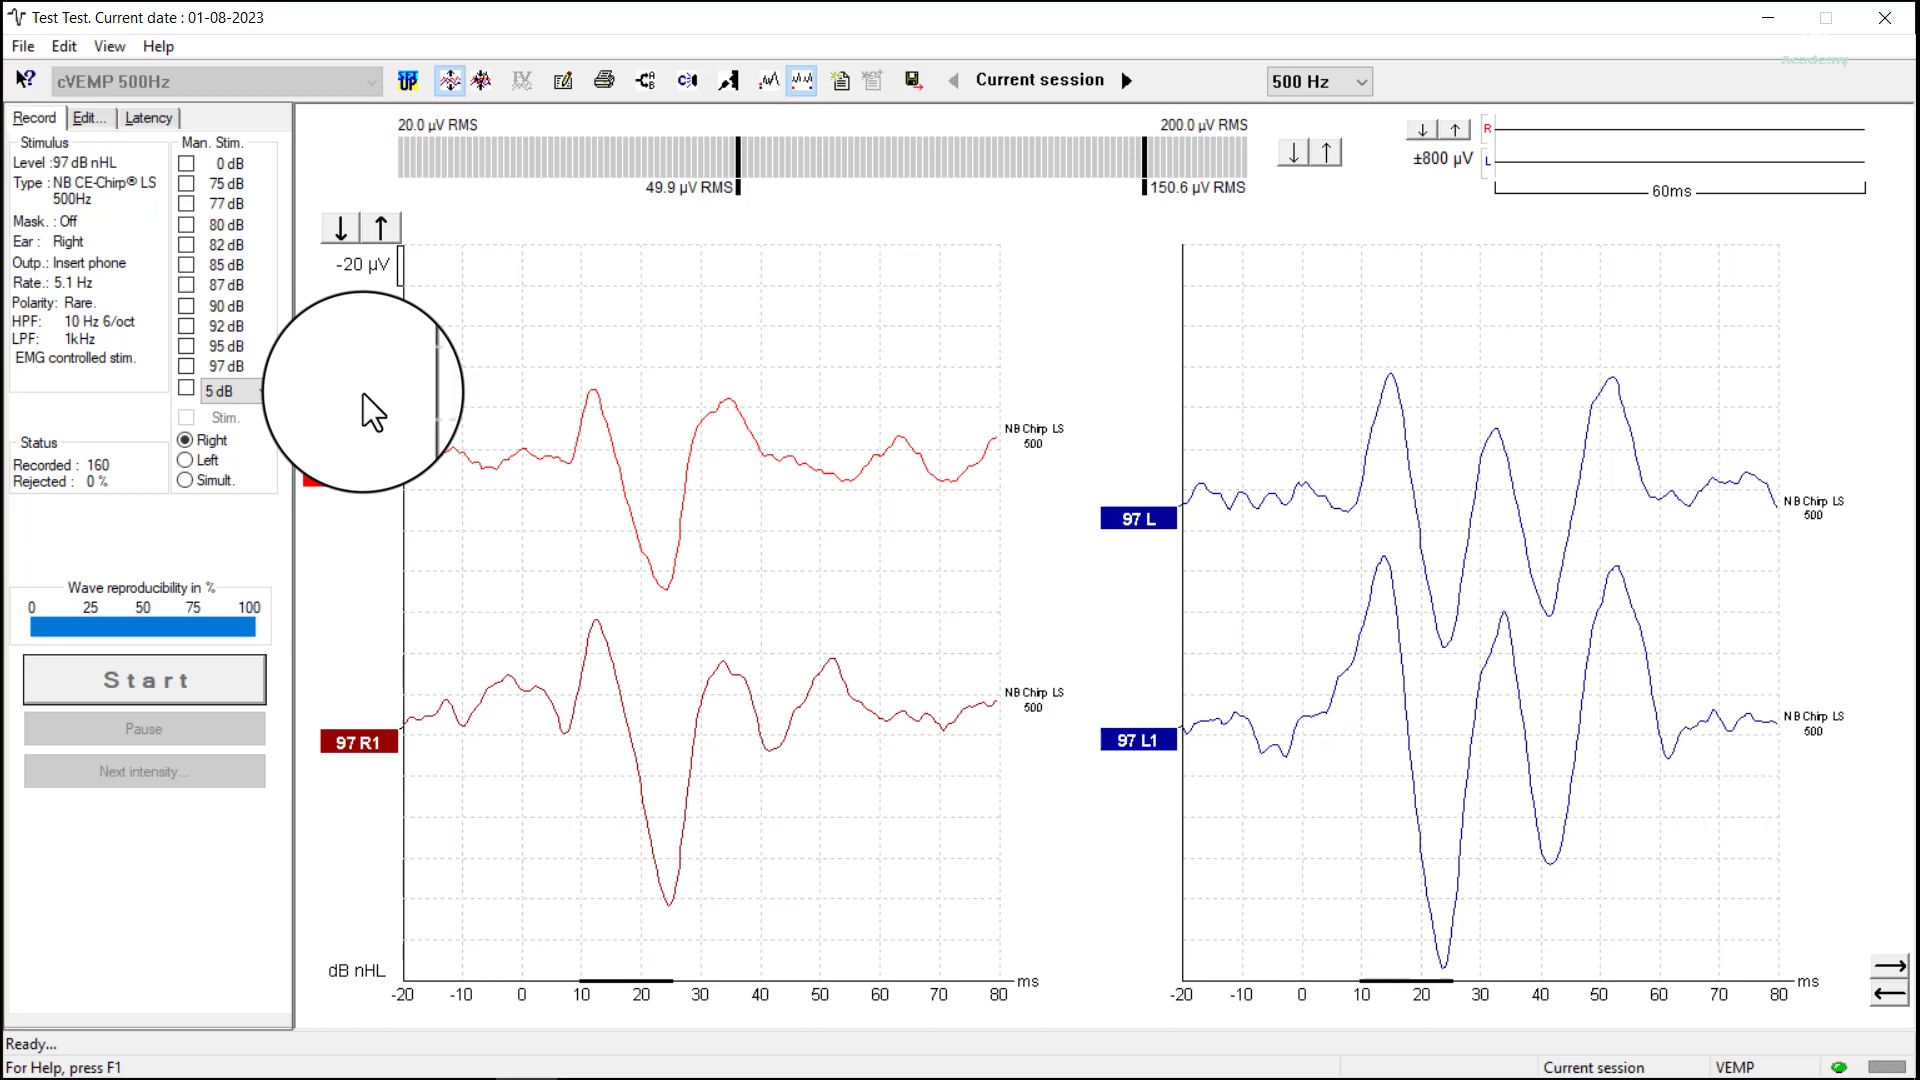 Test Test. Current date : 01-08-2023
File Edit View Help
Academy
cVEMP 500Hz
Current session
500 Hz
Record Edit... Latency
Stimulus
Level :97 dB nHL
Type : NB CE-Chirp® LS
500Hz
Mask. : Off
Ear : Right
Outp.: Insert phone
Rate.: 5.1 Hz
Polarity: Rare.
HPF: 10 Hz 6/oct
LPF: 1kHz
EMG controlled stim.
Man. Stim.
0 dB
75 dB
77 dB
80 dB
82 dB
85 dB
87 dB
90 dB
92 dB
95 dB
97 dB
5 dB
Stim.
Right
Left
Simult.
Status
Recorded : 160
Rejected : 0 %
Wave reproducibility in %
0 25 50 75 100
Start
Pause
Next intensity...
20.0 µV RMS 200.0 µV RMS
49.9 µV RMS 150.6 µV RMS
±800 µV
R
L
60ms
-20 µV
NB Chirp LS
500
97 R1
NB Chirp LS
500
dB nHL
-20 -10 0 10 20 30 40 50 60 70 80 ms
97 L
NB Chirp LS
500
97 L1
NB Chirp LS
500
-20 -10 0 10 20 30 40 50 60 70 80 ms
Ready...
For Help, press F1
Current session VEMP